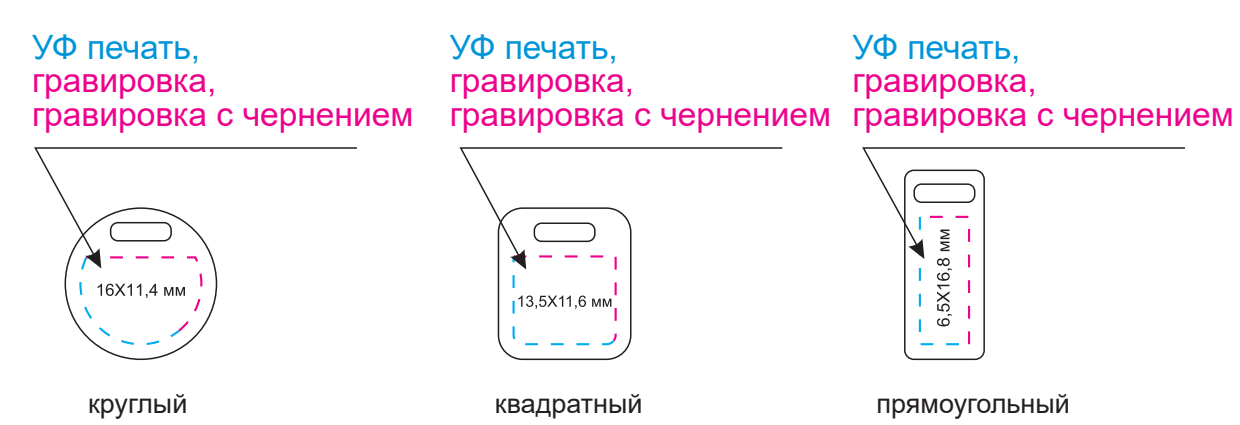 УФ печать,
гравировка,
гравировка с чернением
УФ печать,
гравировка,
гравировка с чернением
УФ печать,
гравировка,
гравировка с чернением
16X11,4 мм
13,5X11,6 мм
6,5X16,8 мм
круглый
квадратный
прямоугольный